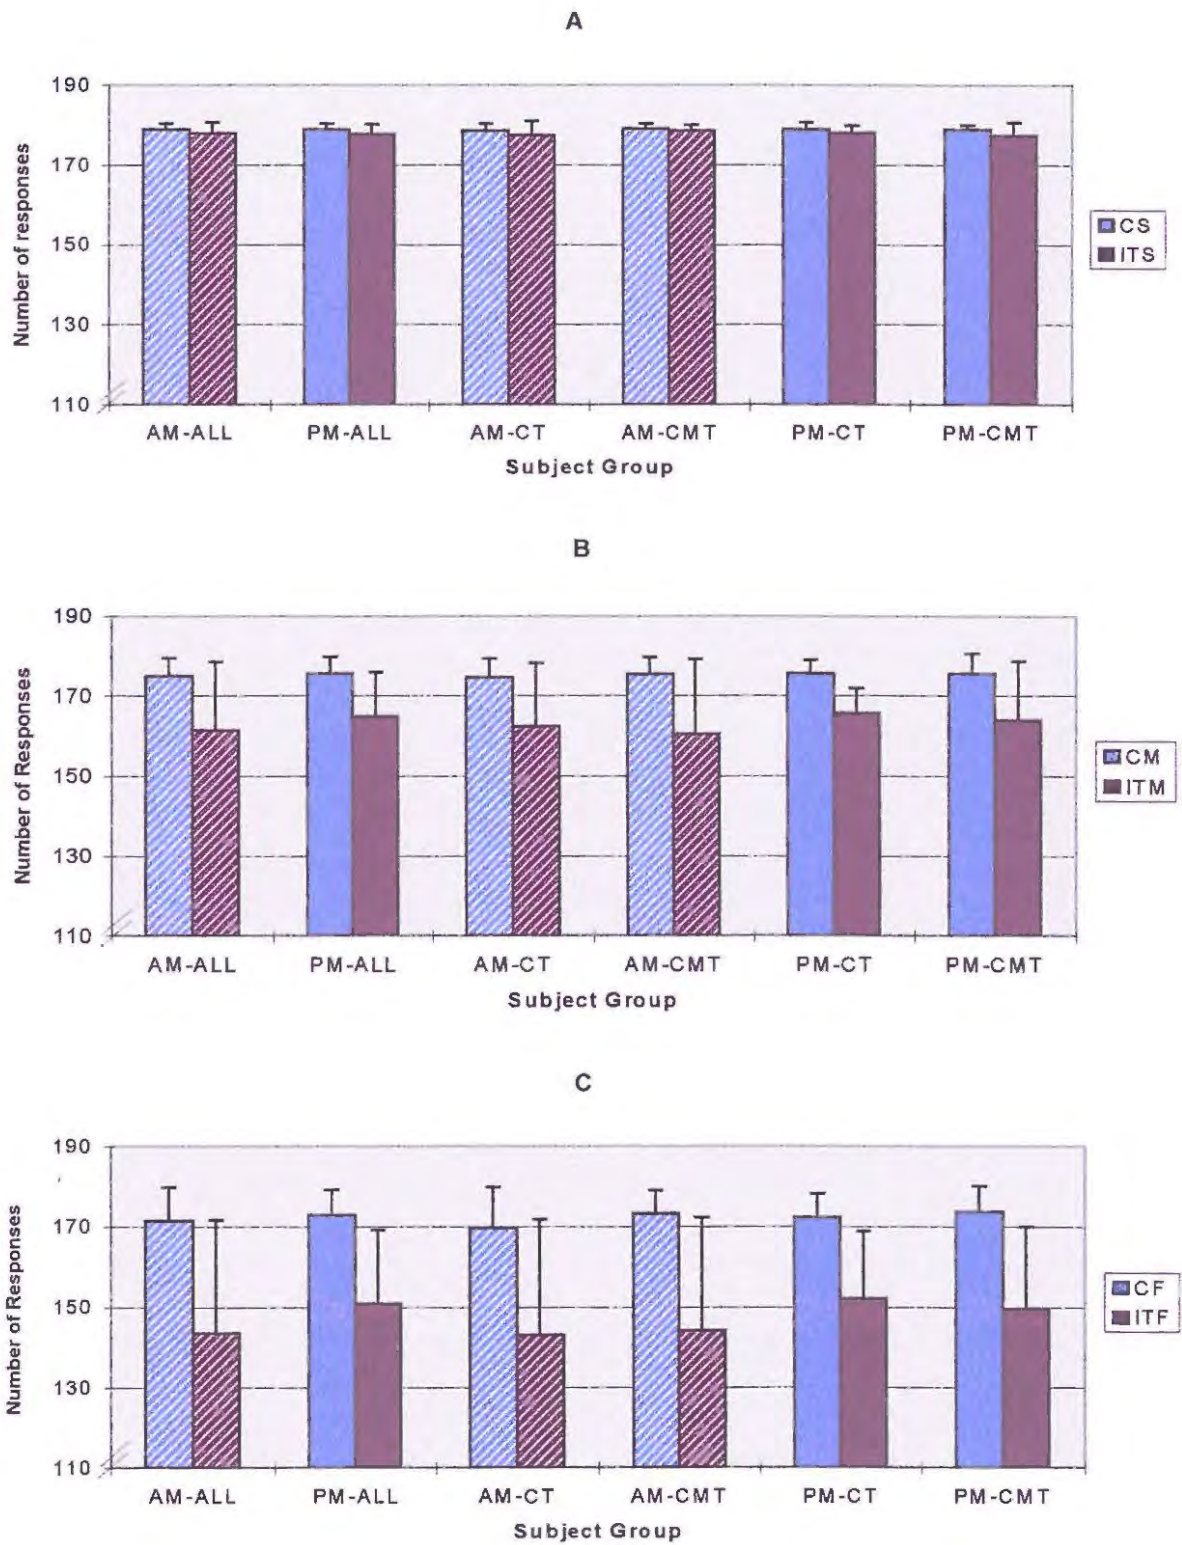 A
190
170
150
130
110
Number of responses
AM-ALL PM-ALL AM-CT AM-CMT PM-CT PM-CMT
Subject Group
CS
ITS
B
190
170
150
130
110
Number of Responses
AM-ALL PM-ALL AM-CT AM-CMT PM-CT PM-CMT
Subject Group
CM
ITM
C
190
170
150
130
110
Number of Responses
AM-ALL PM-ALL AM-CT AM-CMT PM-CT PM-CMT
Subject Group
CF
ITF